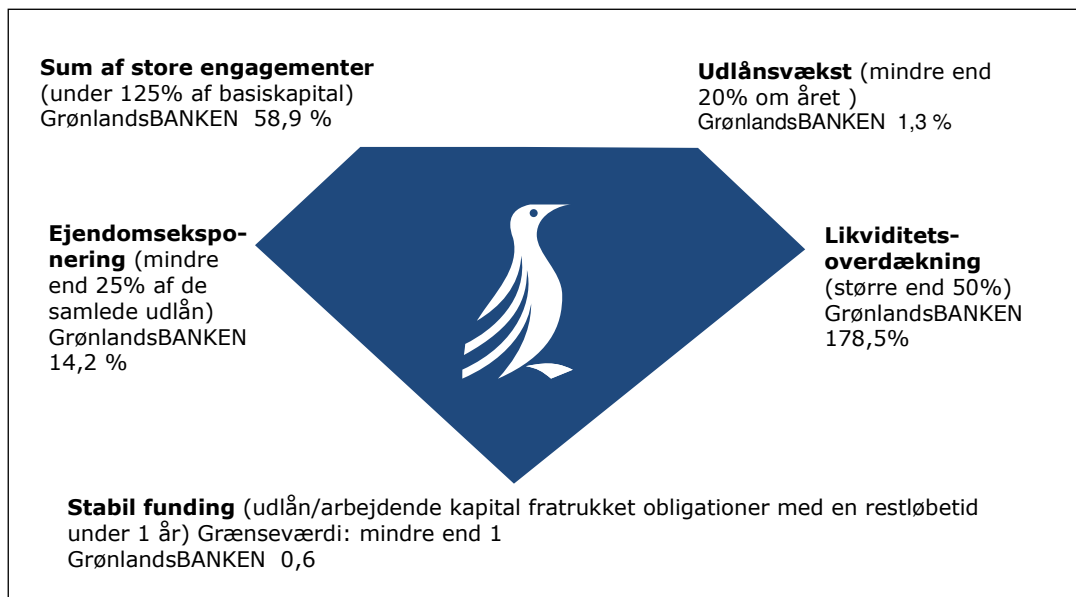 Sum af store engagementer
(under 125% af basiskapital)
GrønlandsBANKEN 58,9 %
Udlånsvækst (mindre end
20% om året )
GrønlandsBANKEN 1,3 %
Ejendomsekspo-
nering (mindre
end 25% af de
samlede udlån)
GrønlandsBANKEN
14,2 %
Likviditets-
overdækning
(større end 50%)
GrønlandsBANKEN
178,5%
Stabil funding (udlån/arbejdende kapital fratrukket obligationer med en restløbetid
under 1 år) Grænseværdi: mindre end 1
GrønlandsBANKEN 0,6